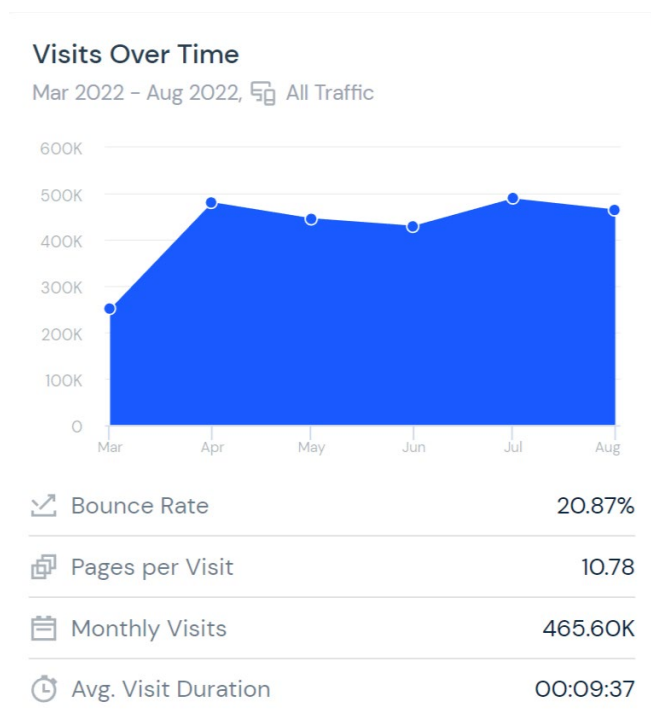 Visits Over Time
Mar 2022 - Aug 2022, All Traffic
600K
500K
400K
300K
200K
100K
0
Mar Apr May Jun Jul Aug
Bounce Rate 20.87%
Pages per Visit 10.78
Monthly Visits 465.60K
Avg. Visit Duration 00:09:37